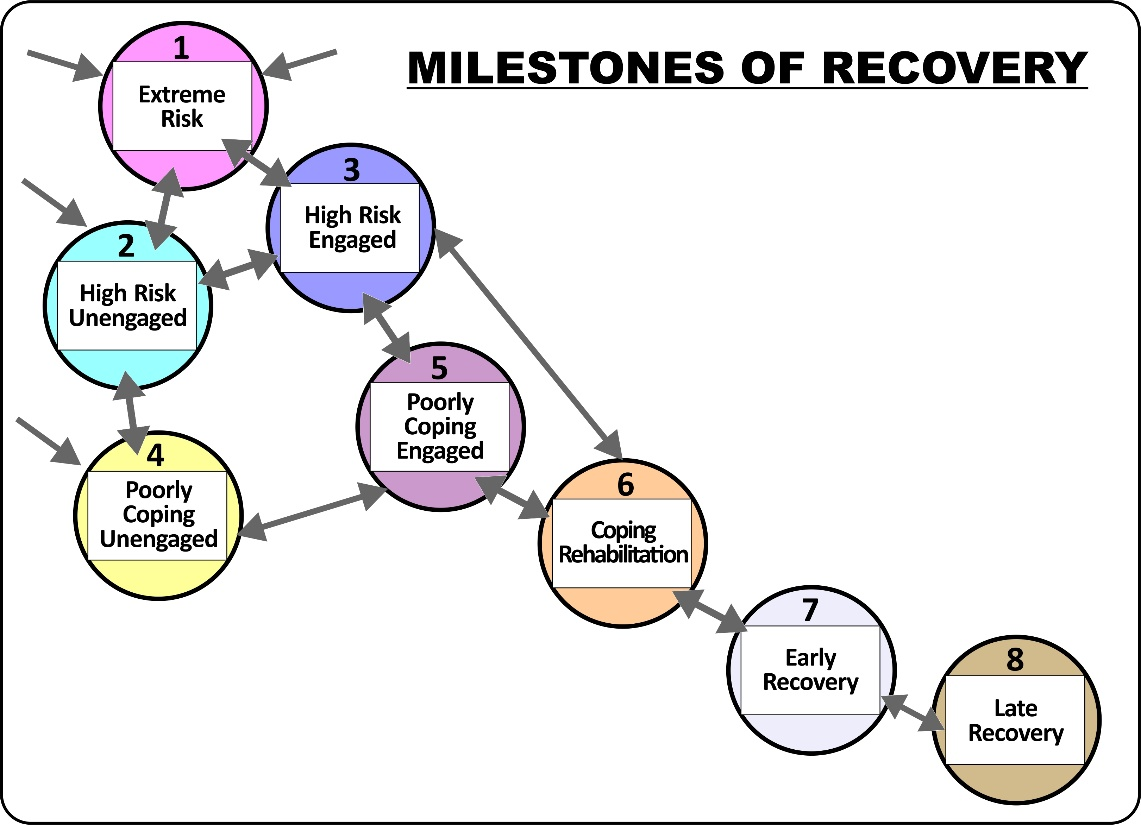 MILESTONES OF RECOVERY
1
Extreme
Risk
2
High Risk
Unengaged
3
High Risk
Engaged
4
Poorly
Coping
Unengaged
5
Poorly
Coping
Engaged
6
Coping
Rehabilitation
7
Early
Recovery
8
Late
Recovery